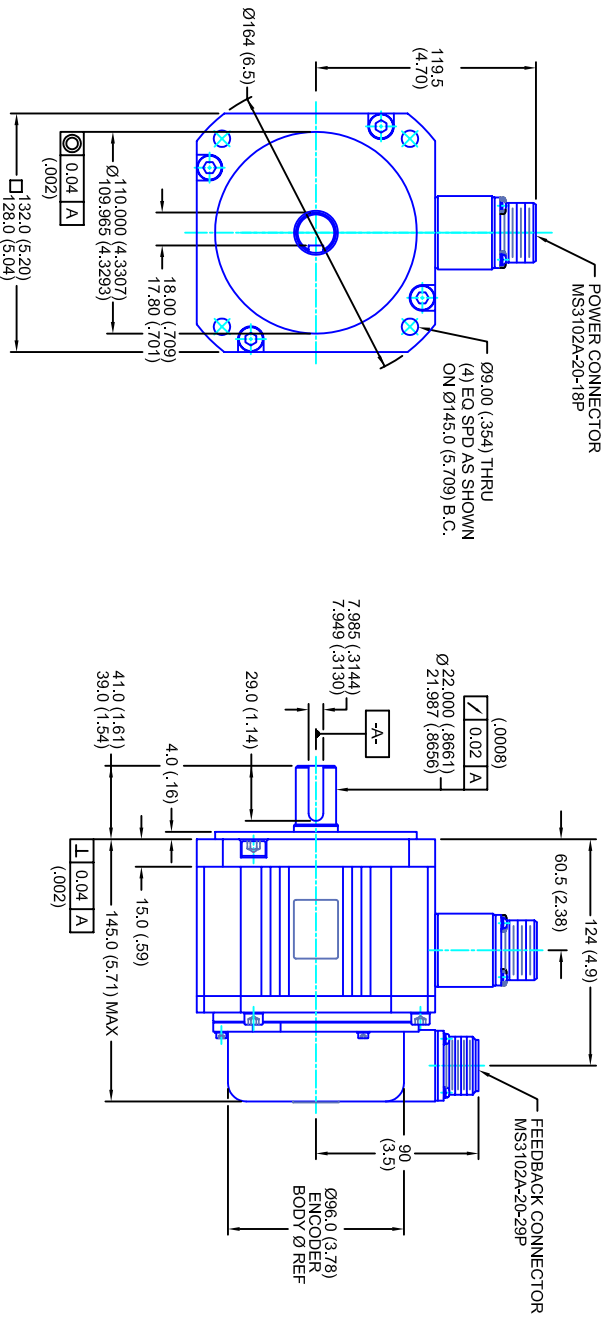 POWER CONNECTOR
MS3102A-20-18P
119.5
(4.70)
Ø164 (6.5)
Ø9.00 (.354) THRU
(4) EQ SPD AS SHOWN
ON Ø145.0 (5.709) B.C.
18.00 (.709)
17.80 (.701)
Ø110.000 (4.3307)
109.965 (4.3293)
◎ 0.04 A
(.002)
□ 132.0 (5.20)
128.0 (5.04)
FEEDBACK CONNECTOR
MS3102A-20-29P
124 (4.9)
60.5 (2.38)
(.0008)
↗ 0.02 A
Ø 22.000 (.8661)
21.987 (.8656)
-A-
7.985 (.3144)
7.949 (.3130)
29.0 (1.14)
4.0 (.16)
41.0 (1.61)
39.0 (1.54)
15.0 (.59)
145.0 (5.71) MAX
⊥ 0.04 A
(.002)
90
(3.5)
Ø96.0 (3.78)
ENCODER
BODY Ø REF